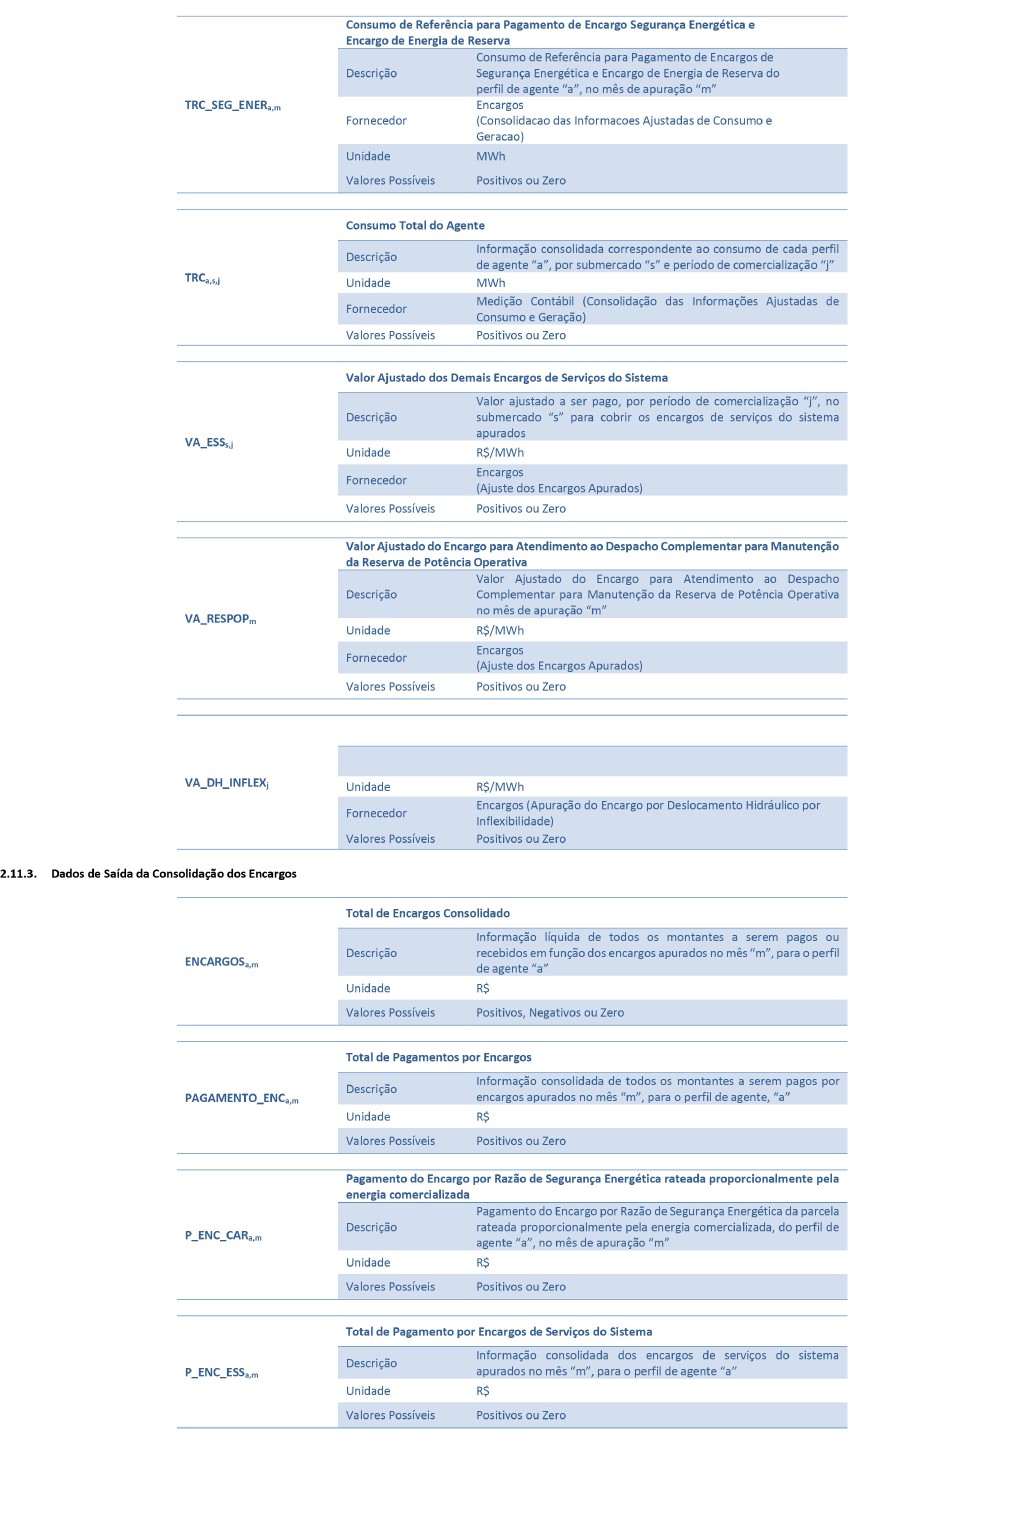 Consumo de Referência para Pagamento de Encargo Segurança Energética e
Encargo de Energia de Reserva
Descrição
Consumo de Referência para Pagamento de Encargos de
Segurança Energética e Encargo de Energia de Reserva do
perfil de agente “a”, no mês de apuração “m”
TRC_SEG_ENERa,m
Fornecedor
Encargos
(Consolidacao das Informacoes Ajustadas de Consumo e
Geracao)
Unidade MWh
Valores Possíveis Positivos ou Zero
Consumo Total do Agente
Descrição
Informação consolidada correspondente ao consumo de cada perfil
de agente “a”, por submercado “s” e período de comercialização “j”
TRCa,s,j
Unidade MWh
Fornecedor
Medição Contábil (Consolidação das Informações Ajustadas de
Consumo e Geração)
Valores Possíveis Positivos ou Zero
Valor Ajustado dos Demais Encargos de Serviços do Sistema
Descrição
Valor ajustado a ser pago, por período de comercialização “j”, no
submercado “s” para cobrir os encargos de serviços do sistema
apurados
VA_ESSs,j
Unidade R$/MWh
Fornecedor
Encargos
(Ajuste dos Encargos Apurados)
Valores Possíveis Positivos ou Zero
Valor Ajustado do Encargo para Atendimento ao Despacho Complementar para Manutenção
da Reserva de Potência Operativa
Descrição
Valor Ajustado do Encargo para Atendimento ao Despacho
Complementar para Manutenção da Reserva de Potência Operativa
no mês de apuração “m”
VA_RESPOPm
Unidade R$/MWh
Fornecedor
Encargos
(Ajuste dos Encargos Apurados)
Valores Possíveis Positivos ou Zero
VA_DH_INFLEXj
Unidade R$/MWh
Fornecedor
Encargos (Apuração do Encargo por Deslocamento Hidráulico por
Inflexibilidade)
Valores Possíveis Positivos ou Zero
2.11.3. Dados de Saída da Consolidação dos Encargos
Total de Encargos Consolidado
Descrição
Informação líquida de todos os montantes a serem pagos ou
recebidos em função dos encargos apurados no mês “m”, para o perfil
de agente “a”
ENCARGOSa,m
Unidade R$
Valores Possíveis Positivos, Negativos ou Zero
Total de Pagamentos por Encargos
Descrição
Informação consolidada de todos os montantes a serem pagos por
encargos apurados no mês “m”, para o perfil de agente, “a”
PAGAMENTO_ENCa,m
Unidade R$
Valores Possíveis Positivos ou Zero
Pagamento do Encargo por Razão de Segurança Energética rateada proporcionalmente pela
energia comercializada
Descrição
Pagamento do Encargo por Razão de Segurança Energética da parcela
rateada proporcionalmente pela energia comercializada, do perfil de
agente “a”, no mês de apuração “m”
P_ENC_CARa,m
Unidade R$
Valores Possíveis Positivos ou Zero
Total de Pagamento por Encargos de Serviços do Sistema
Descrição
Informação consolidada dos encargos de serviços do sistema
apurados no mês “m”, para o perfil de agente “a”
P_ENC_ESSa,m
Unidade R$
Valores Possíveis Positivos ou Zero